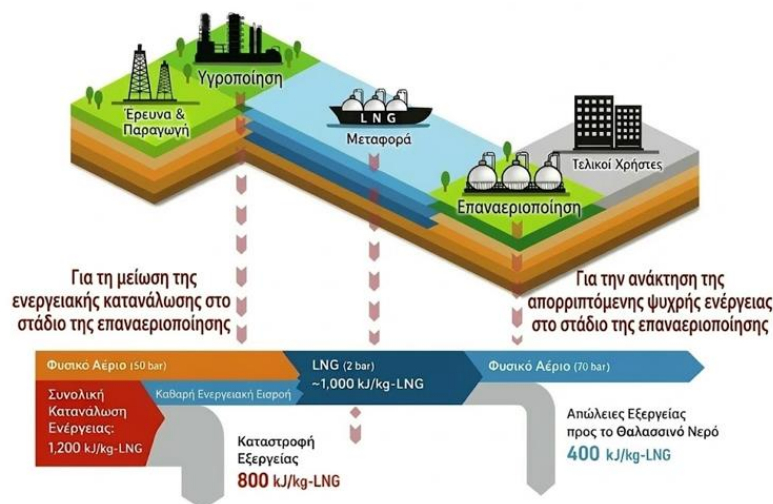 Υγροποίηση
Έρευνα &
Παραγωγή
LNG
Μεταφορά
Τελικοί Χρήστες
Επαναεριοποίηση
Για τη μείωση της
ενεργειακής κατανάλωσης στο
στάδιο της επαναεριοποίησης
Για την ανάκτηση της
απορριπτόμενης ψυχρής ενέργειας
στο στάδιο της επαναεριοποίησης
Φυσικό Αέριο (50 bar)
LNG (2 bar)
~1,000 kJ/kg-LNG
Φυσικό Αέριο (70 bar)
Συνολική
Κατανάλωση
Ενέργειας:
1,200 kJ/kg-LNG
Καθαρή Ενεργειακή Εισροή
Καταστροφή
Εξεργείας
800 kJ/kg-LNG
Απώλειες Εξεργείας
προς το Θαλασσινό Νερό
400 kJ/kg-LNG